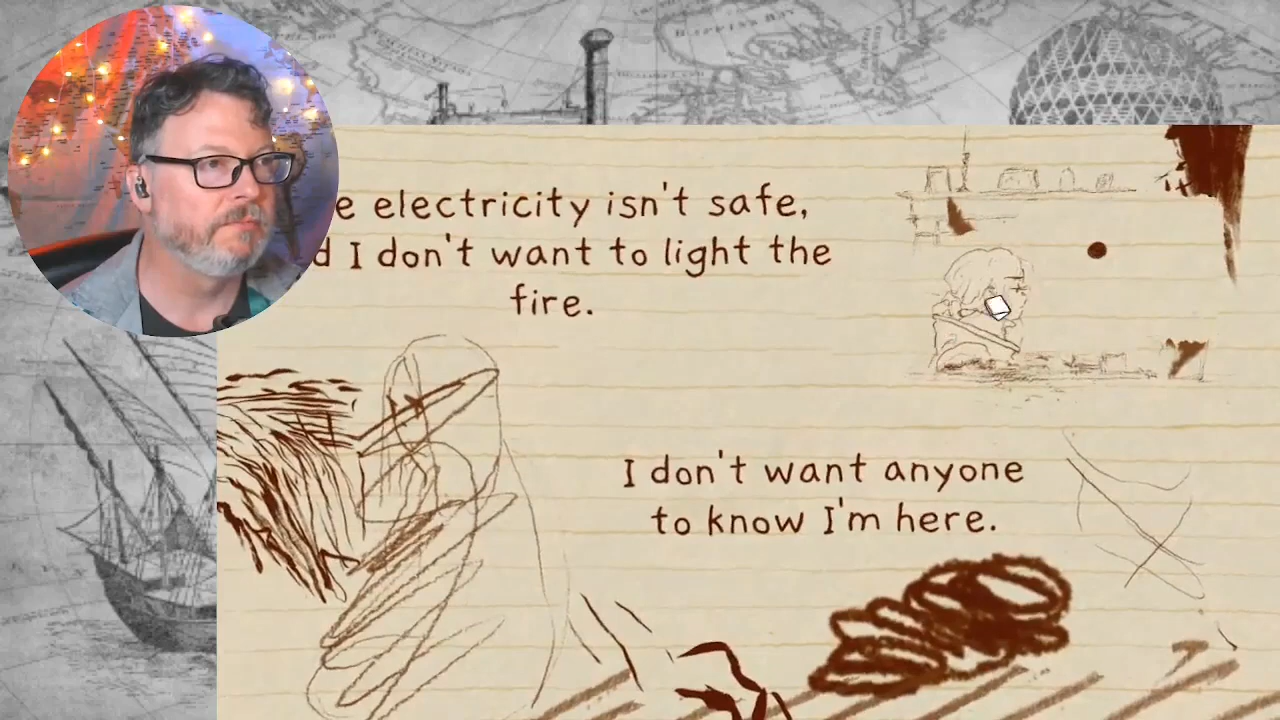 e electricity isn't safe,
d I don't want to light the
fire.
I don't want anyone
to know I'm here.